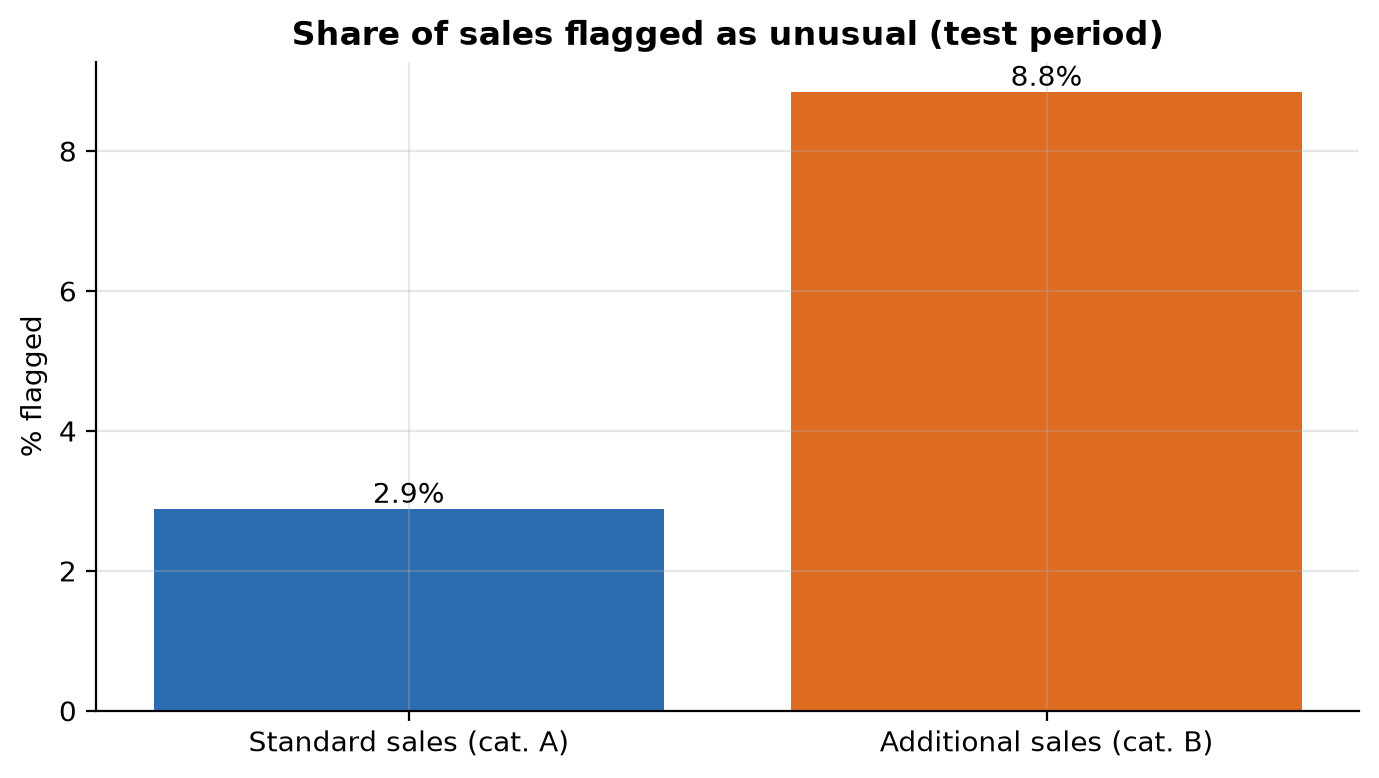 Share of sales flagged as unusual (test period)
8.8%
8
6
% flagged
4
2.9%
2
0
Standard sales (cat. A)
Additional sales (cat. B)